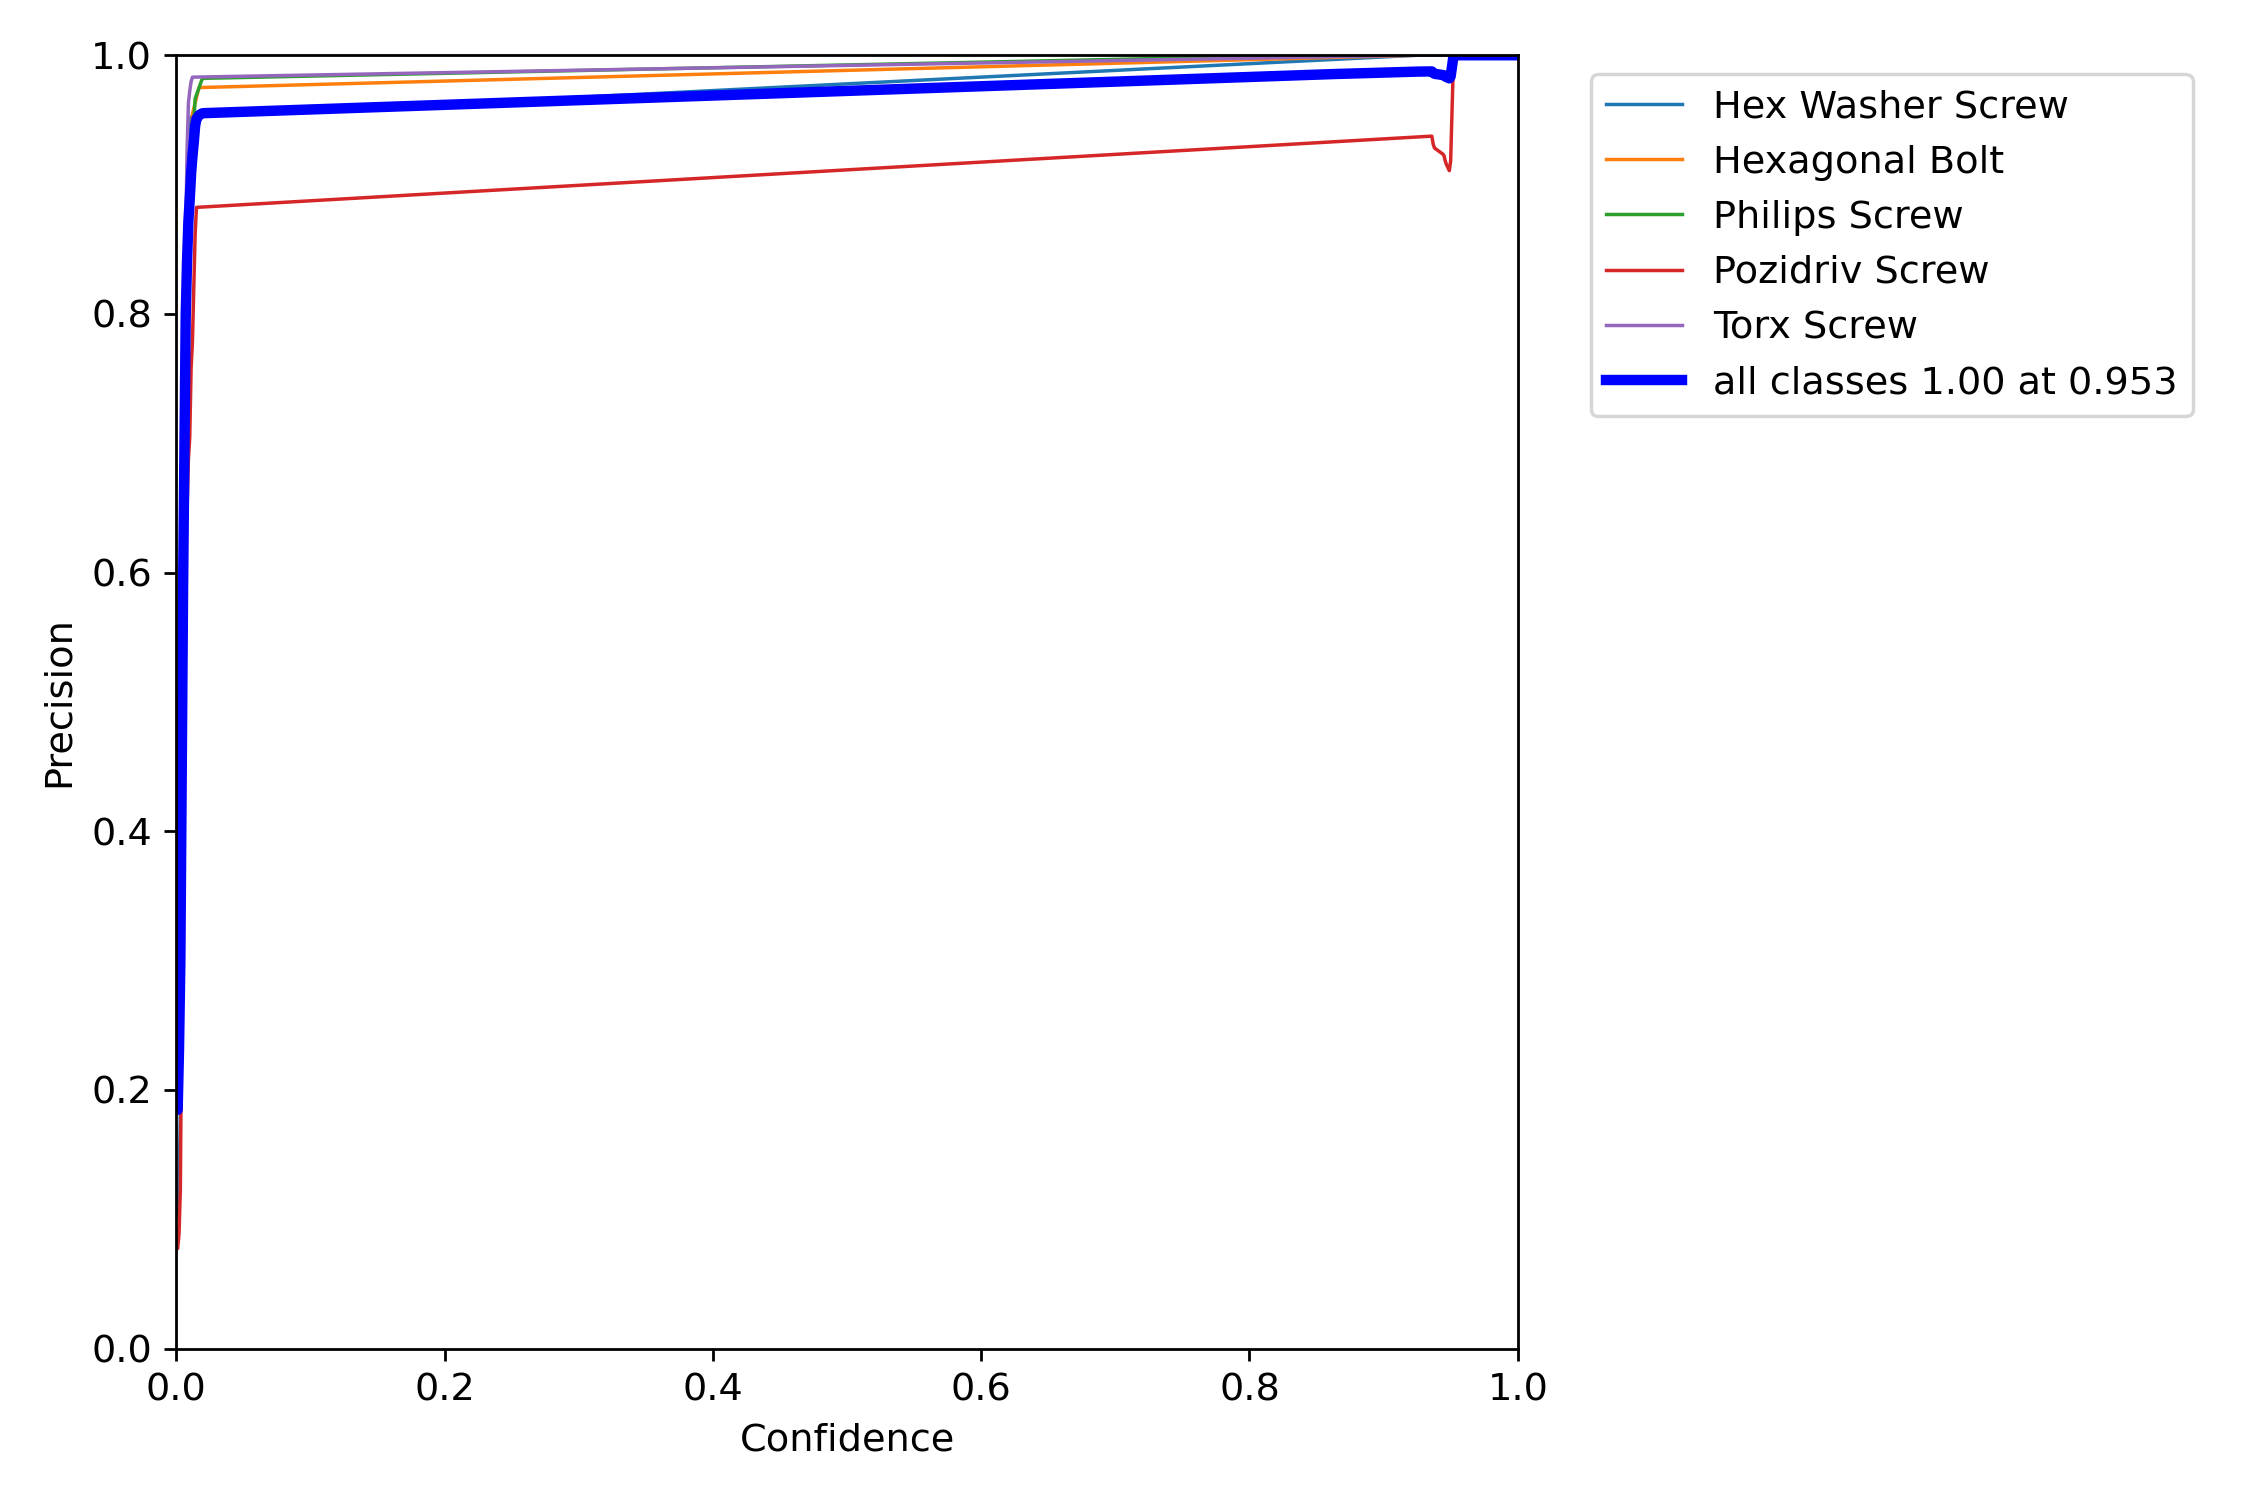 1.0
0.8
0.6
0.4
0.2
0.0
Precision
0.0 0.2 0.4 0.6 0.8 1.0
Confidence
Hex Washer Screw
Hexagonal Bolt
Philips Screw
Pozidriv Screw
Torx Screw
all classes 1.00 at 0.953